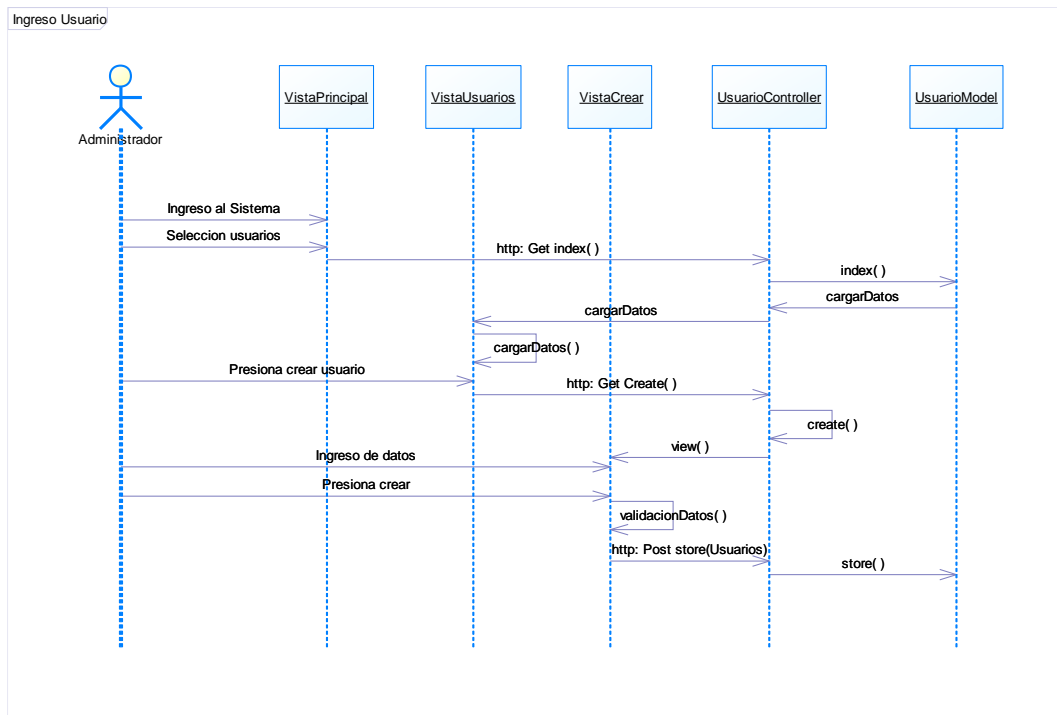 Ingreso Usuario
Administrador
VistaPrincipal
VistaUsuarios
VistaCrear
UsuarioController
UsuarioModel
Ingreso al Sistema
Seleccion usuarios
http: Get index( )
index( )
cargarDatos
cargarDatos
cargarDatos( )
Presiona crear usuario
http: Get Create( )
create( )
view( )
Ingreso de datos
Presiona crear
validacionDatos( )
http: Post store(Usuarios)
store( )